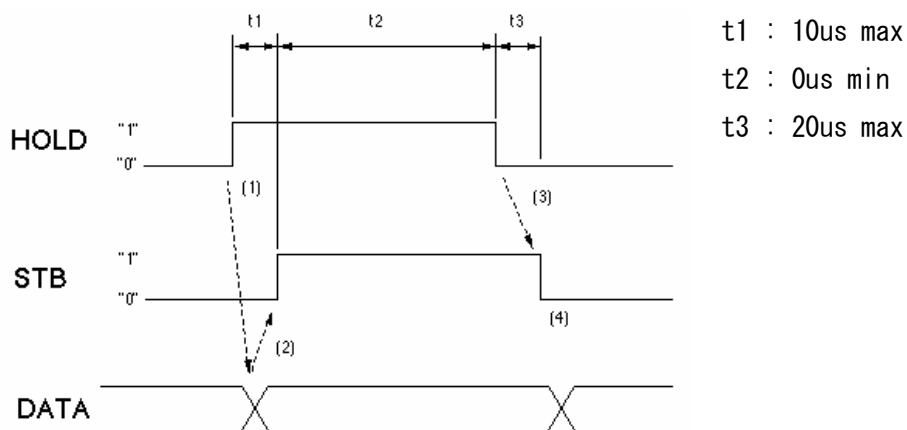 t1 t2 t3
t1 : 10us max
t2 : 0us min
t3 : 20us max
HOLD "1"
"0"
(1) (3)
STB "1"
"0"
(2) (4)
DATA